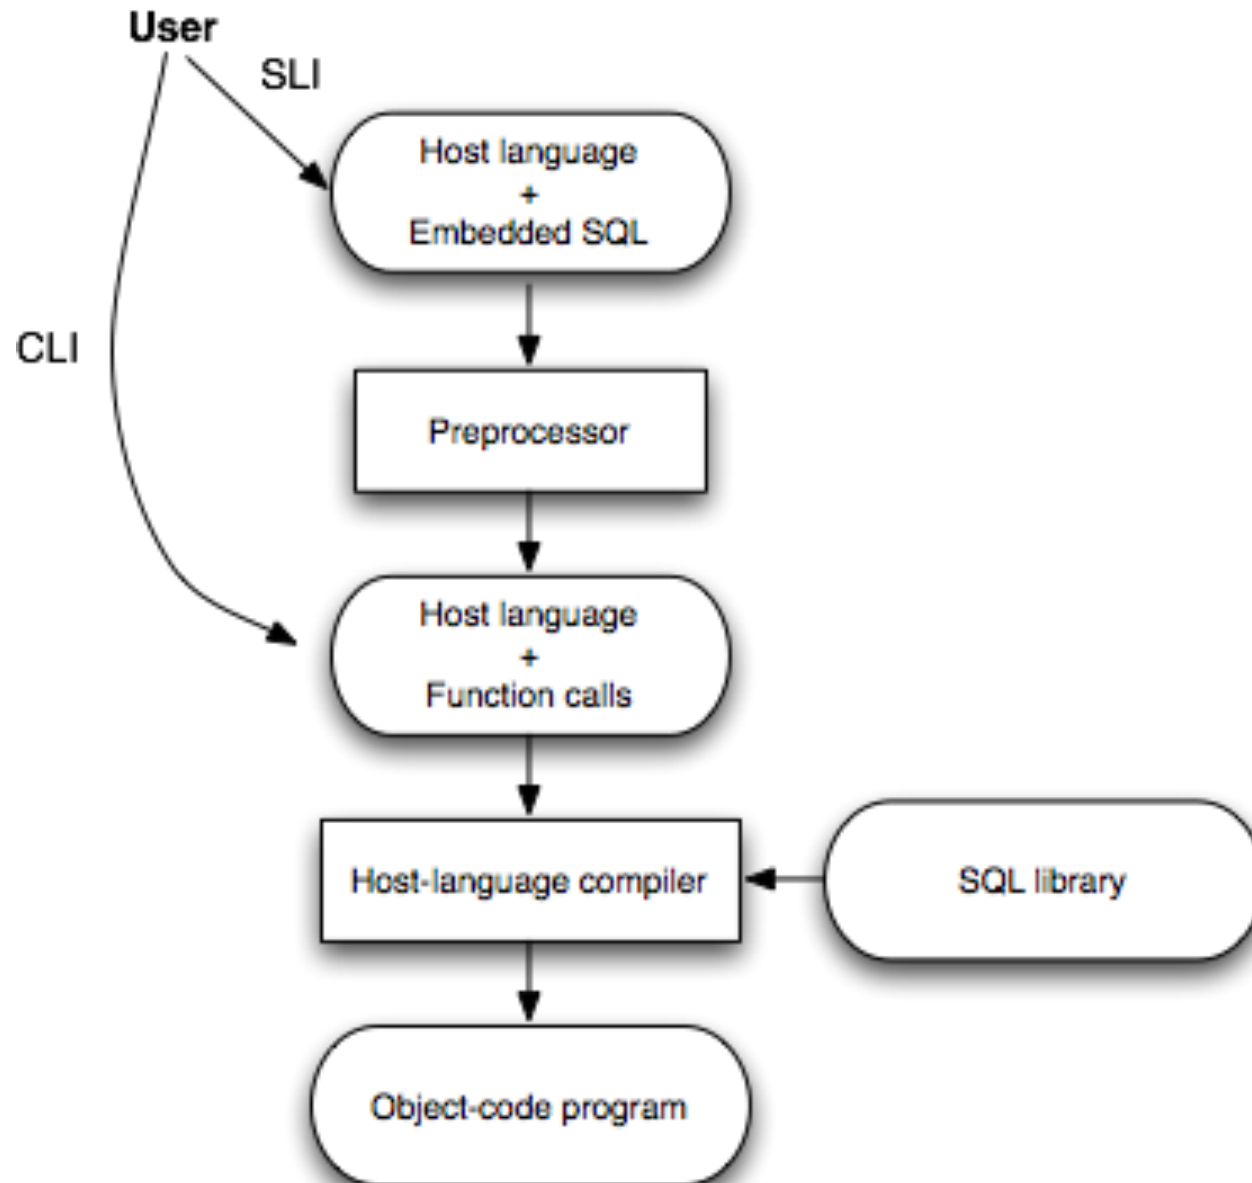 User
SLI
Host language
+
Embedded SQL
CLI
Preprocessor
Host language
+
Function calls
Host-language compiler
SQL library
Object-code program